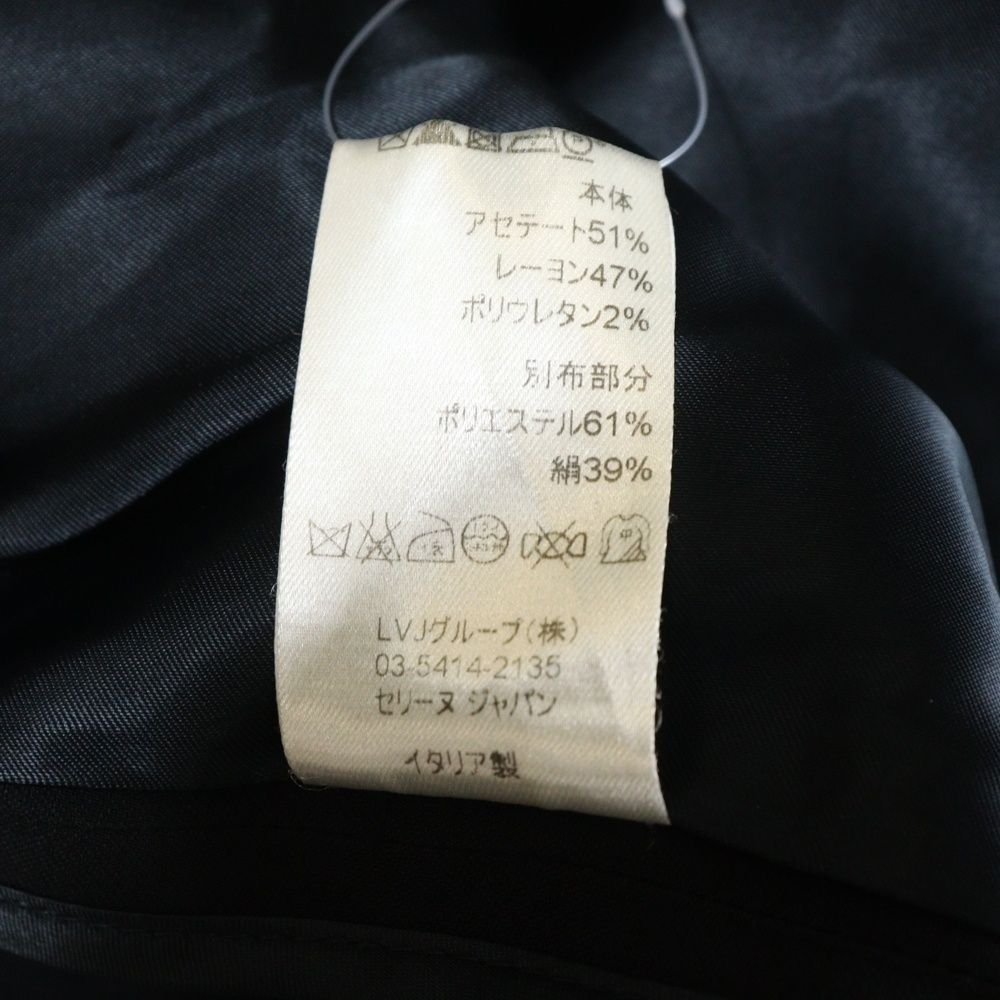 本体
アセテート51%
レーヨン47%
ポリウレタン2%
別布部分
ポリエステル61%
絹39%
LVJグループ(株)
03-5414-2135
セリーヌ ジャパン
イタリア製